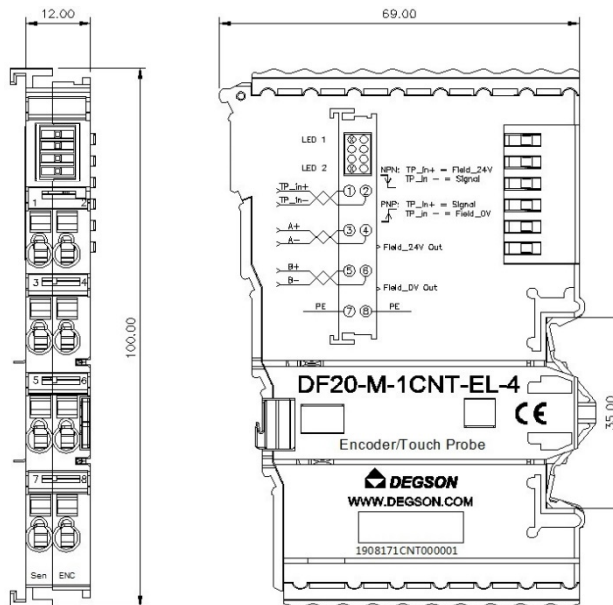 12.00
69.00
100.00
35.00
1 2
3 4
5 6
7 8
Sen ENC
LED 1
LED 2
TP_in+
TP_in-
A+
A-
B+
B-
PE
① ②
③ ④
⑤ ⑥
⑦ ⑧
NPN: TP_in+ = Field_24V
TP_in - = Signal
PNP: TP_in+ = Signal
TP_in - = Field_0V
Field_24V Out
Field_0V Out
PE
DF20-M-1CNT-EL-4
CE
Encoder/Touch Probe
DEGSON
WWW.DEGSON.COM
1908171CNT000001